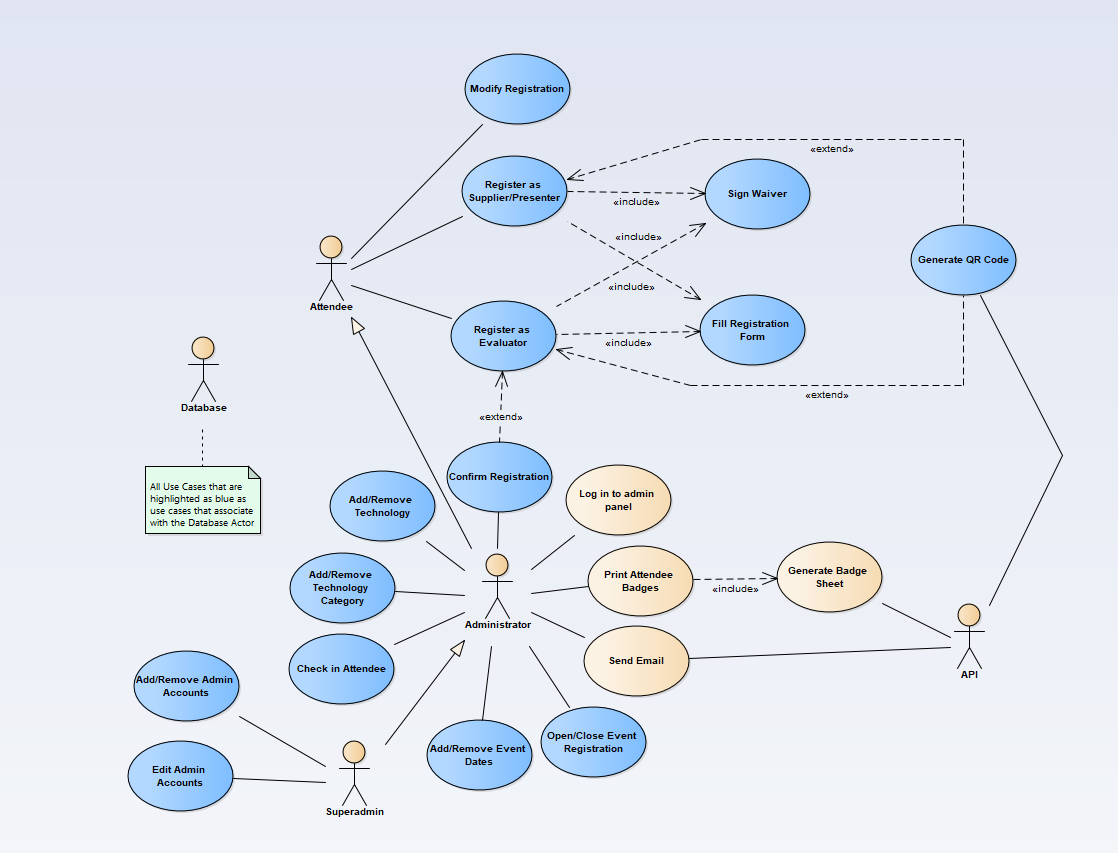 Modify Registration
«extend»
Register as
Supplier/Presenter
Sign Waiver
«include»
«include»
Generate QR Code
«include»
Attendee
Register as
Evaluator
Fill Registration
Form
«include»
«extend»
Database
«extend»
All Use Cases that are
highlighted as blue as
use cases that associate
with the Database Actor
Confirm Registration
Log in to admin
panel
Add/Remove
Technology
Add/Remove
Technology
Category
Print Attendee
Badges
«include»
Generate Badge
Sheet
Administrator
Check in Attendee
Send Email
API
Add/Remove Admin
Accounts
Add/Remove Event
Dates
Open/Close Event
Registration
Edit Admin
Accounts
Superadmin